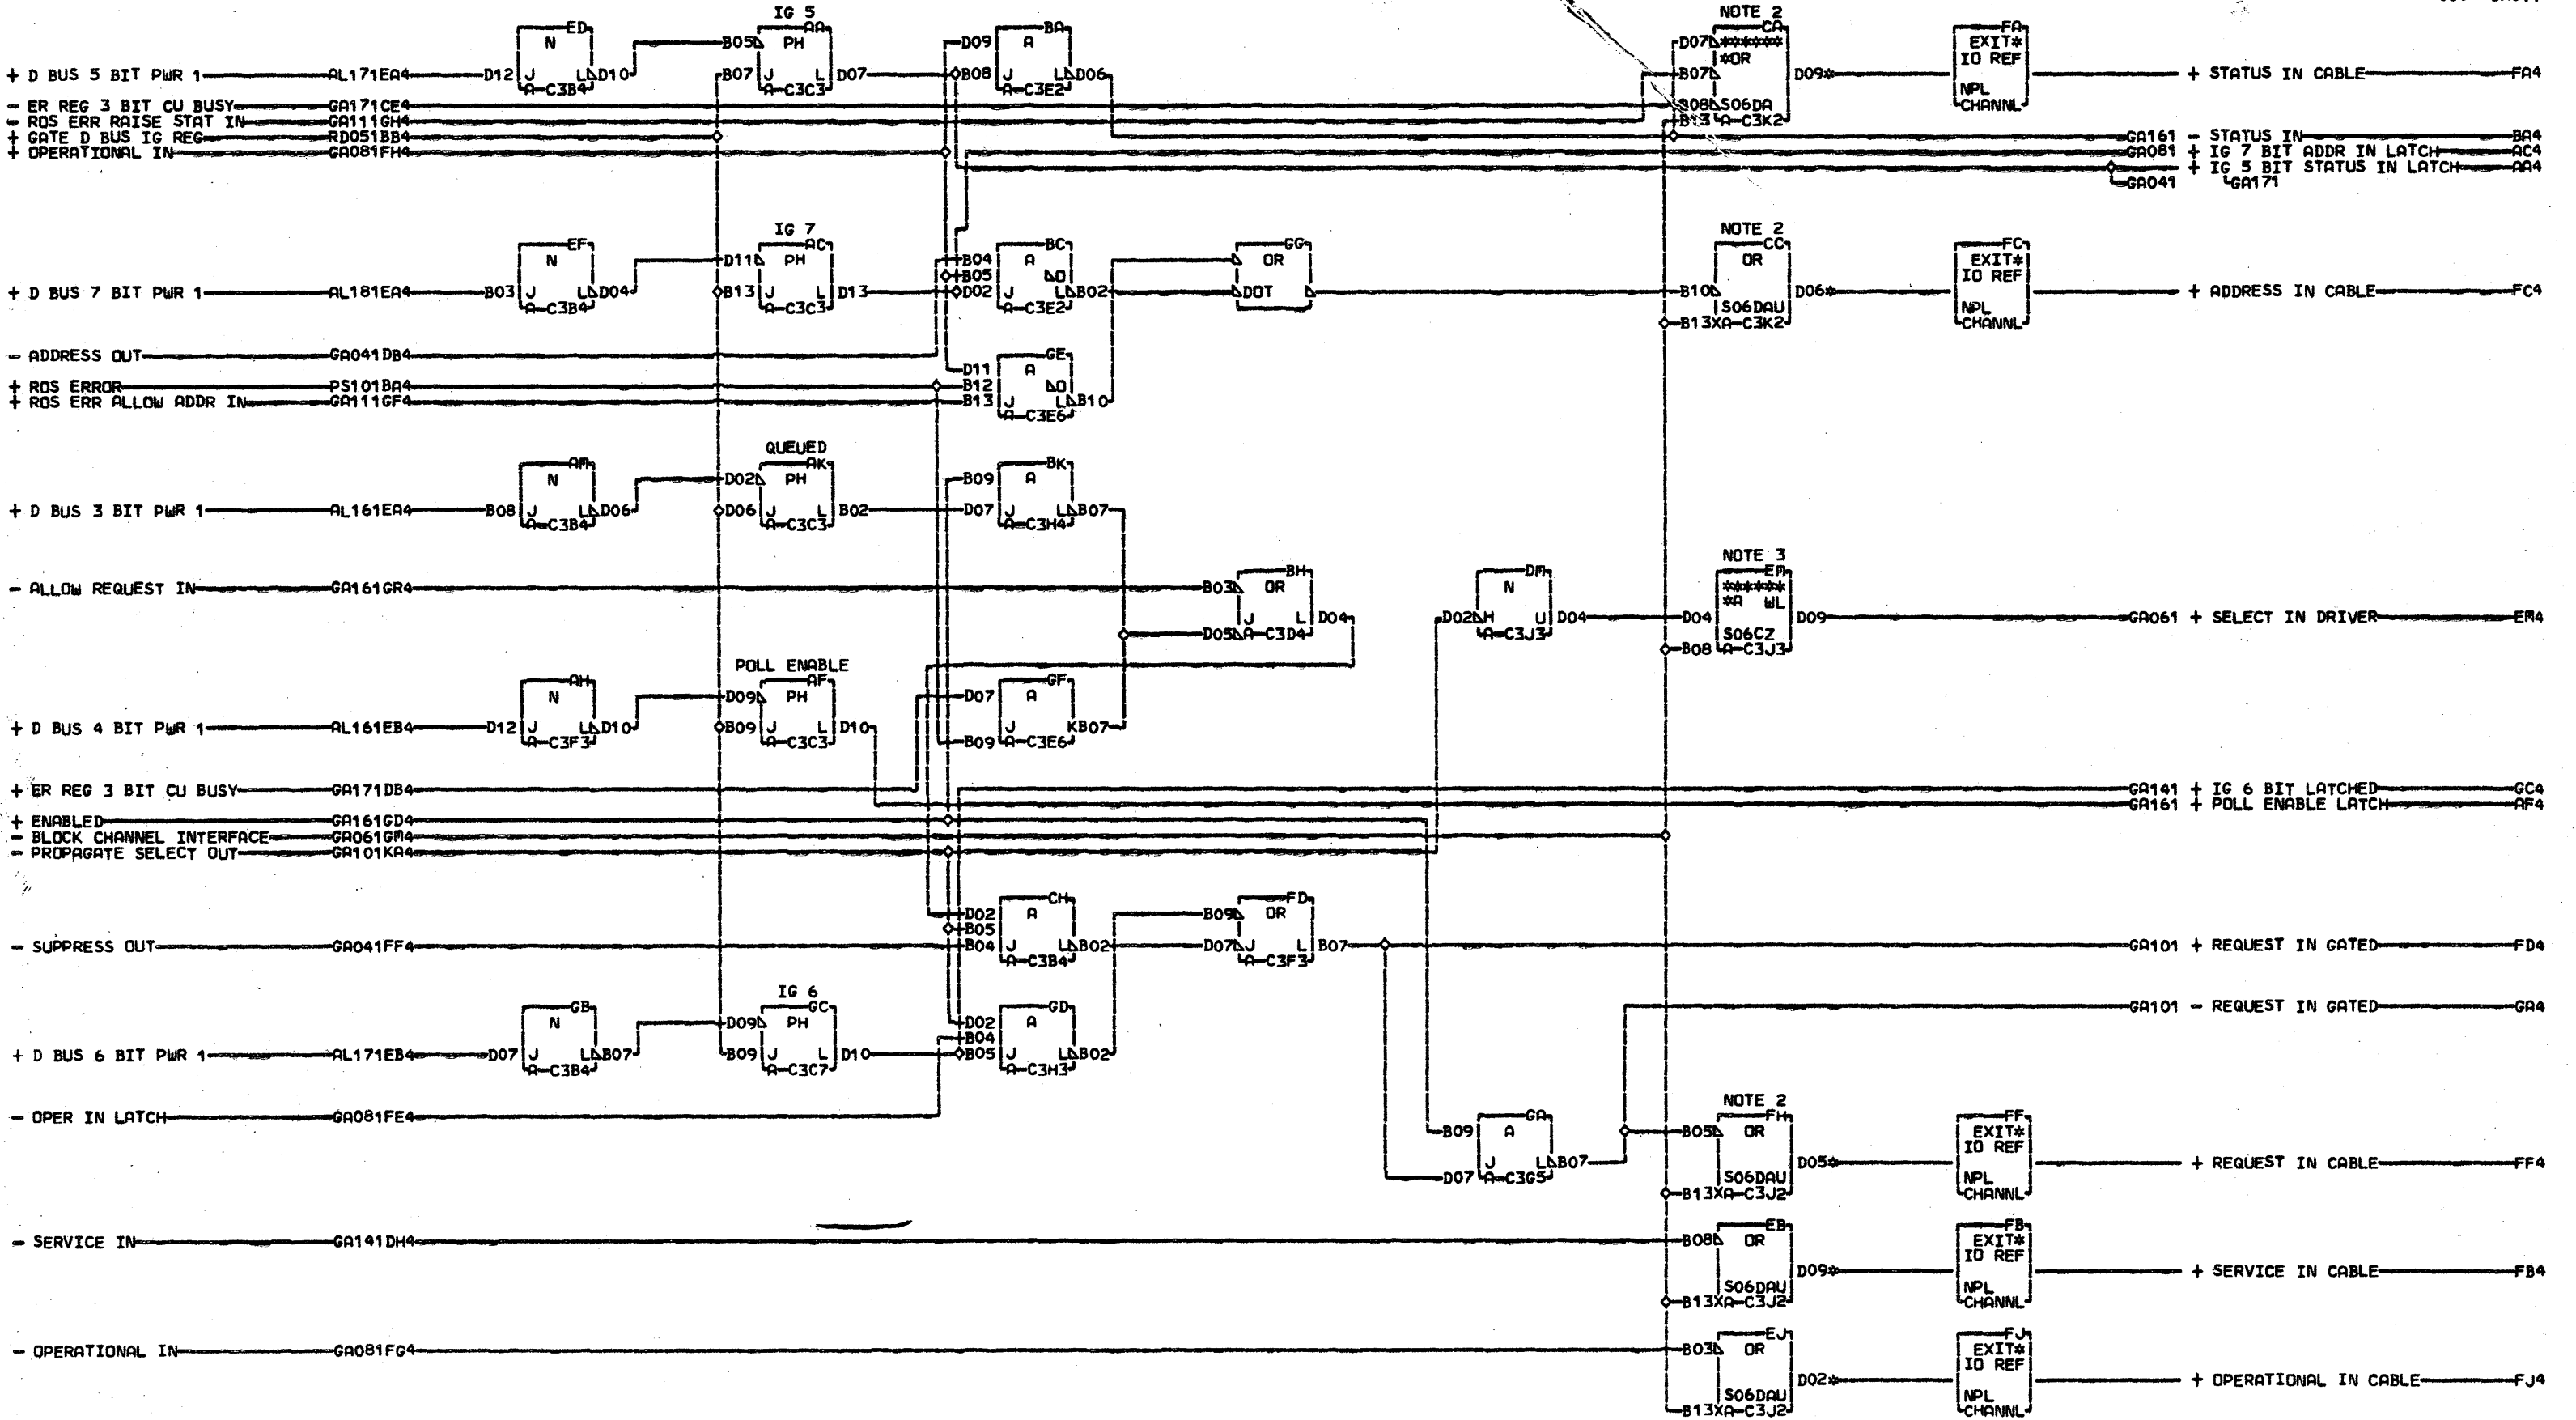 IG 5
NOTE 2
ED
AA
BA
CA
FA
N
B05 PH
D09 A
D07 ******
EXIT*
*OR
IO REF
+ D BUS 5 BIT PWR 1 AL171EA4 D12 J L D10 B07 J L D07 B08 J L D06 B07 D09* + STATUS IN CABLE FA4
A-C3B4 A-C3C3 A-C3E2
NPL
- ER REG 3 BIT CU BUSY GA171CE4 B08 S06DA CHANNL
- ROS ERR RAISE STAT IN GA111GH4 B13 A-C3K2
+ GATE D BUS IG REG RD051BB4 GA161 - STATUS IN BA4
+ OPERATIONAL IN GA081FH4 GA081 + IG 7 BIT ADDR IN LATCH AC4
+ IG 5 BIT STATUS IN LATCH AA4
GA041 GA171
IG 7 NOTE 2
EF AC BC GG CC FC
N D11 PH B04 A OR OR EXIT*
B05 O IO REF
+ D BUS 7 BIT PWR 1 AL181EA4 B03 J L D04 B13 J L D13 D02 J L B02 DOT B10 D06* + ADDRESS IN CABLE FC4
A-C3B4 A-C3C3 A-C3E2 S06DAU NPL
B13XA-C3K2 CHANNL
- ADDRESS OUT GA041DB4 GE
D11 A
+ ROS ERROR PS101BA4 B12 O
+ ROS ERR ALLOW ADDR IN GA111GF4 B13 J L B10
A-C3E6
QUEUED
AM AK BK
N D02 PH B09 A
+ D BUS 3 BIT PWR 1 AL161EA4 B08 J L D06 D06 J L B02 D07 J L B07
A-C3B4 A-C3C3 A-C3H4
NOTE 3
BH DM EM
- ALLOW REQUEST IN GA161GR4 B03 OR N ******
*A WL
J L D04 D02 H U D04 D04 D09 GA061 + SELECT IN DRIVER EM4
D05 A-C3D4 A-C3J3 S06CZ
B08 A-C3J3
POLL ENABLE
AH AF GF
N D09 PH D07 A
+ D BUS 4 BIT PWR 1 AL161EB4 D12 J L D10 B09 J L D10 J KB07
A-C3F3 A-C3C3 B09 A-C3E6
+ ER REG 3 BIT CU BUSY GA171DB4 GA141 + IG 6 BIT LATCHED GC4
GA161 + POLL ENABLE LATCH AF4
+ ENABLED GA161GD4
- BLOCK CHANNEL INTERFACE GA061GM4
- PROPAGATE SELECT OUT GA101KA4
CH FD
D02 A B09 OR
B05
- SUPPRESS OUT GA041FF4 B04 J L B02 D07 J L B07 GA101 + REQUEST IN GATED FD4
A-C3B4 A-C3F3
IG 6
GB GC GD GA101 - REQUEST IN GATED GA4
N D09 PH D02 A
B04
+ D BUS 6 BIT PWR 1 AL171EB4 D07 J L B07 B09 J L D10 B05 J L B02
A-C3B4 A-C3C7 A-C3H3
NOTE 2
- OPER IN LATCH GA081FE4 GA FH FF
B09 A B05 OR EXIT*
IO REF
J L B07 D05* + REQUEST IN CABLE FF4
D07 A-C3G5 S06DAU NPL
B13XA-C3J2 CHANNL
EB FB
- SERVICE IN GA141DH4 B08 OR EXIT*
IO REF
D09* + SERVICE IN CABLE FB4
S06DAU NPL
B13XA-C3J2 CHANNL
EJ FJ
- OPERATIONAL IN GA081FG4 B03 OR EXIT*
IO REF
D02* + OPERATIONAL IN CABLE FJ4
S06DAU NPL
B13XA-C3J2 CHANNL